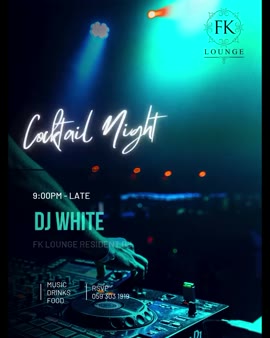 FK
LOUNGE
Cocktail Night
9:00PM - LATE
DJ WHITE
FK LOUNGE RESIDENT DJ
MUSIC
DRINKS
FOOD
RSVP
059 303 1919